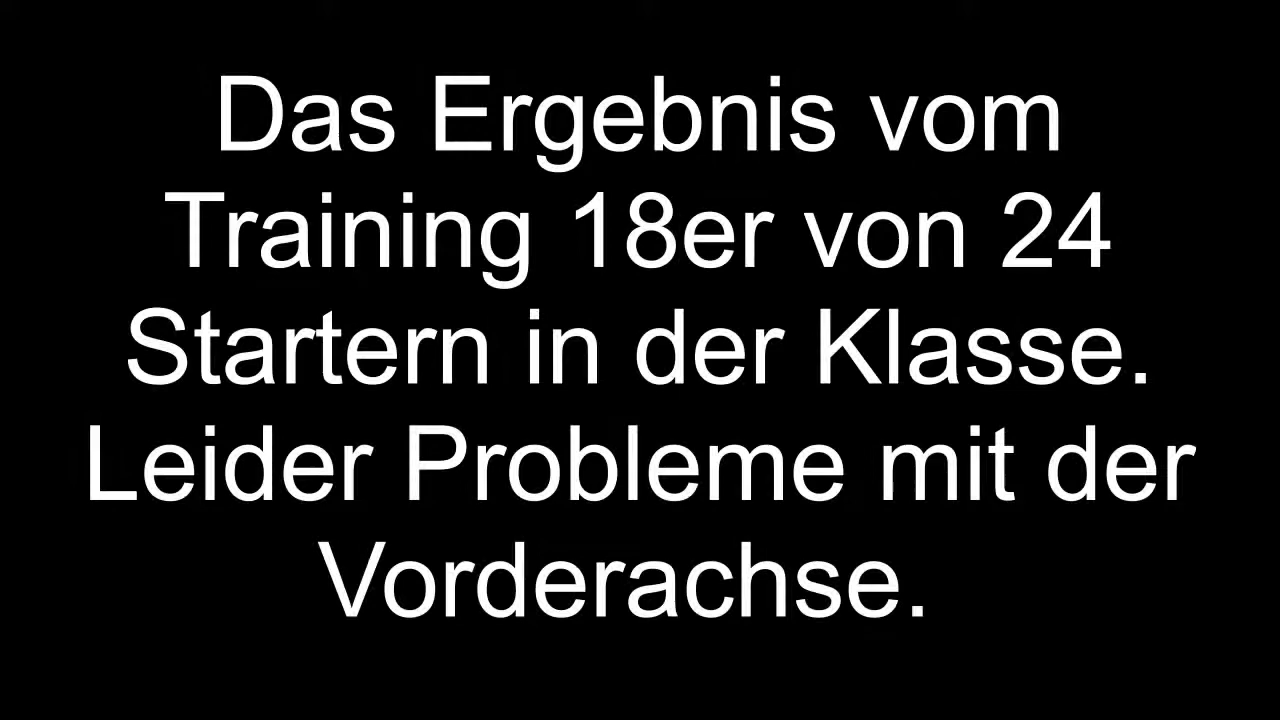 Das Ergebnis vom
Training 18er von 24
Startern in der Klasse.
Leider Probleme mit der
Vorderachse.